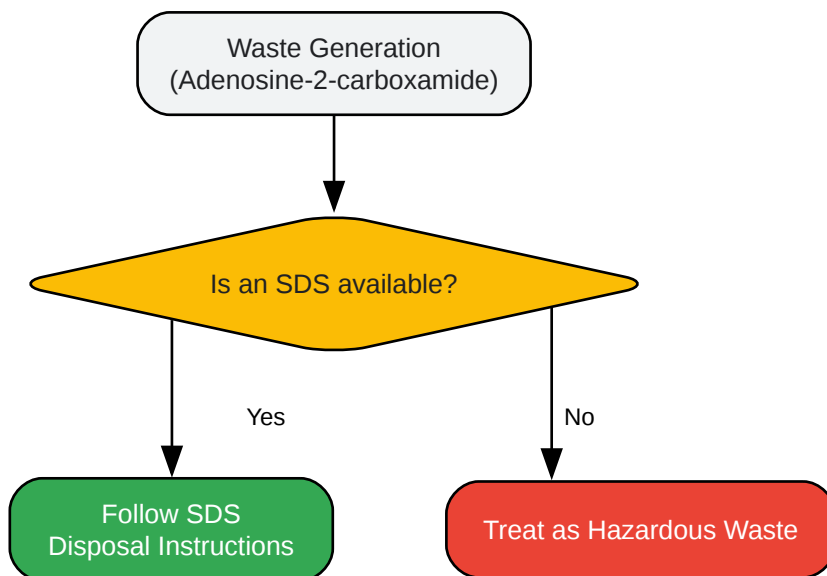 Waste Generation
(Adenosine-2-carboxamide)
Is an SDS available?
Yes
No
Follow SDS
Disposal Instructions
Treat as Hazardous Waste